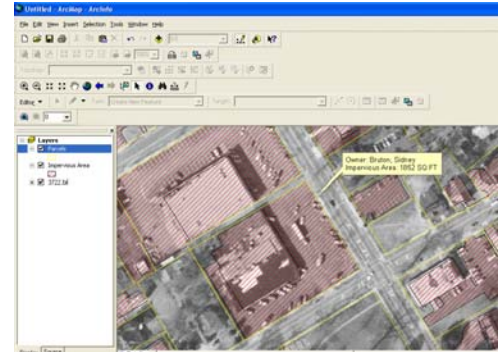 Untitled - ArcMap - ArcInfo
File Edit View Insert Selection Tools Window Help
Editor
Task: Create New Feature
Target:
Layers
Parcels
Impervious Area
3722.tif
Owner: Bruton, Sidney
Impervious Area: 1852 SQ FT
Source